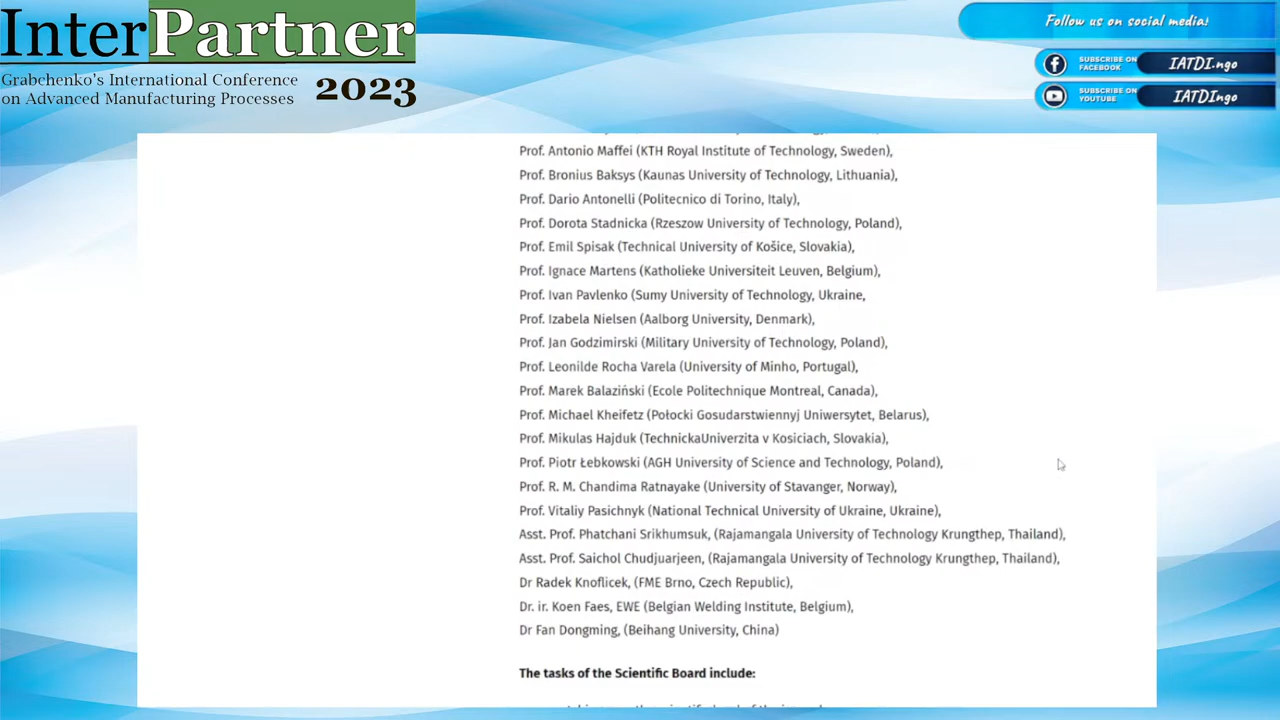 InterPartner
Grabchenko's International Conference
on Advanced Manufacturing Processes
2023
Follow us on social media!
SUBSCRIBE ON
FACEBOOK
IATDI.ngo
SUBSCRIBE ON
YOUTUBE
IATDIngo
Prof. Antonio Maffei (KTH Royal Institute of Technology, Sweden),
Prof. Bronius Baksys (Kaunas University of Technology, Lithuania),
Prof. Dario Antonelli (Politecnico di Torino, Italy),
Prof. Dorota Stadnicka (Rzeszow University of Technology, Poland),
Prof. Emil Spisak (Technical University of Košice, Slovakia),
Prof. Ignace Martens (Katholieke Universiteit Leuven, Belgium),
Prof. Ivan Pavlenko (Sumy University of Technology, Ukraine,
Prof. Izabela Nielsen (Aalborg University, Denmark),
Prof. Jan Godzimirski (Military University of Technology, Poland),
Prof. Leonilde Rocha Varela (University of Minho, Portugal),
Prof. Marek Balaziński (Ecole Politechnique Montreal, Canada),
Prof. Michael Kheifetz (Połocki Gosudarstwiennyj Uniwersytet, Belarus),
Prof. Mikulas Hajduk (TechnickaUniverzita v Kosiciach, Slovakia),
Prof. Piotr Łebkowski (AGH University of Science and Technology, Poland),
Prof. R. M. Chandima Ratnayake (University of Stavanger, Norway),
Prof. Vitaliy Pasichnyk (National Technical University of Ukraine, Ukraine),
Asst. Prof. Phatchani Srikhumsuk, (Rajamangala University of Technology Krungthep, Thailand),
Asst. Prof. Saichol Chudjuarjeen, (Rajamangala University of Technology Krungthep, Thailand),
Dr Radek Knoflicek, (FME Brno, Czech Republic),
Dr. ir. Koen Faes, EWE (Belgian Welding Institute, Belgium),
Dr Fan Dongming, (Beihang University, China)
The tasks of the Scientific Board include: